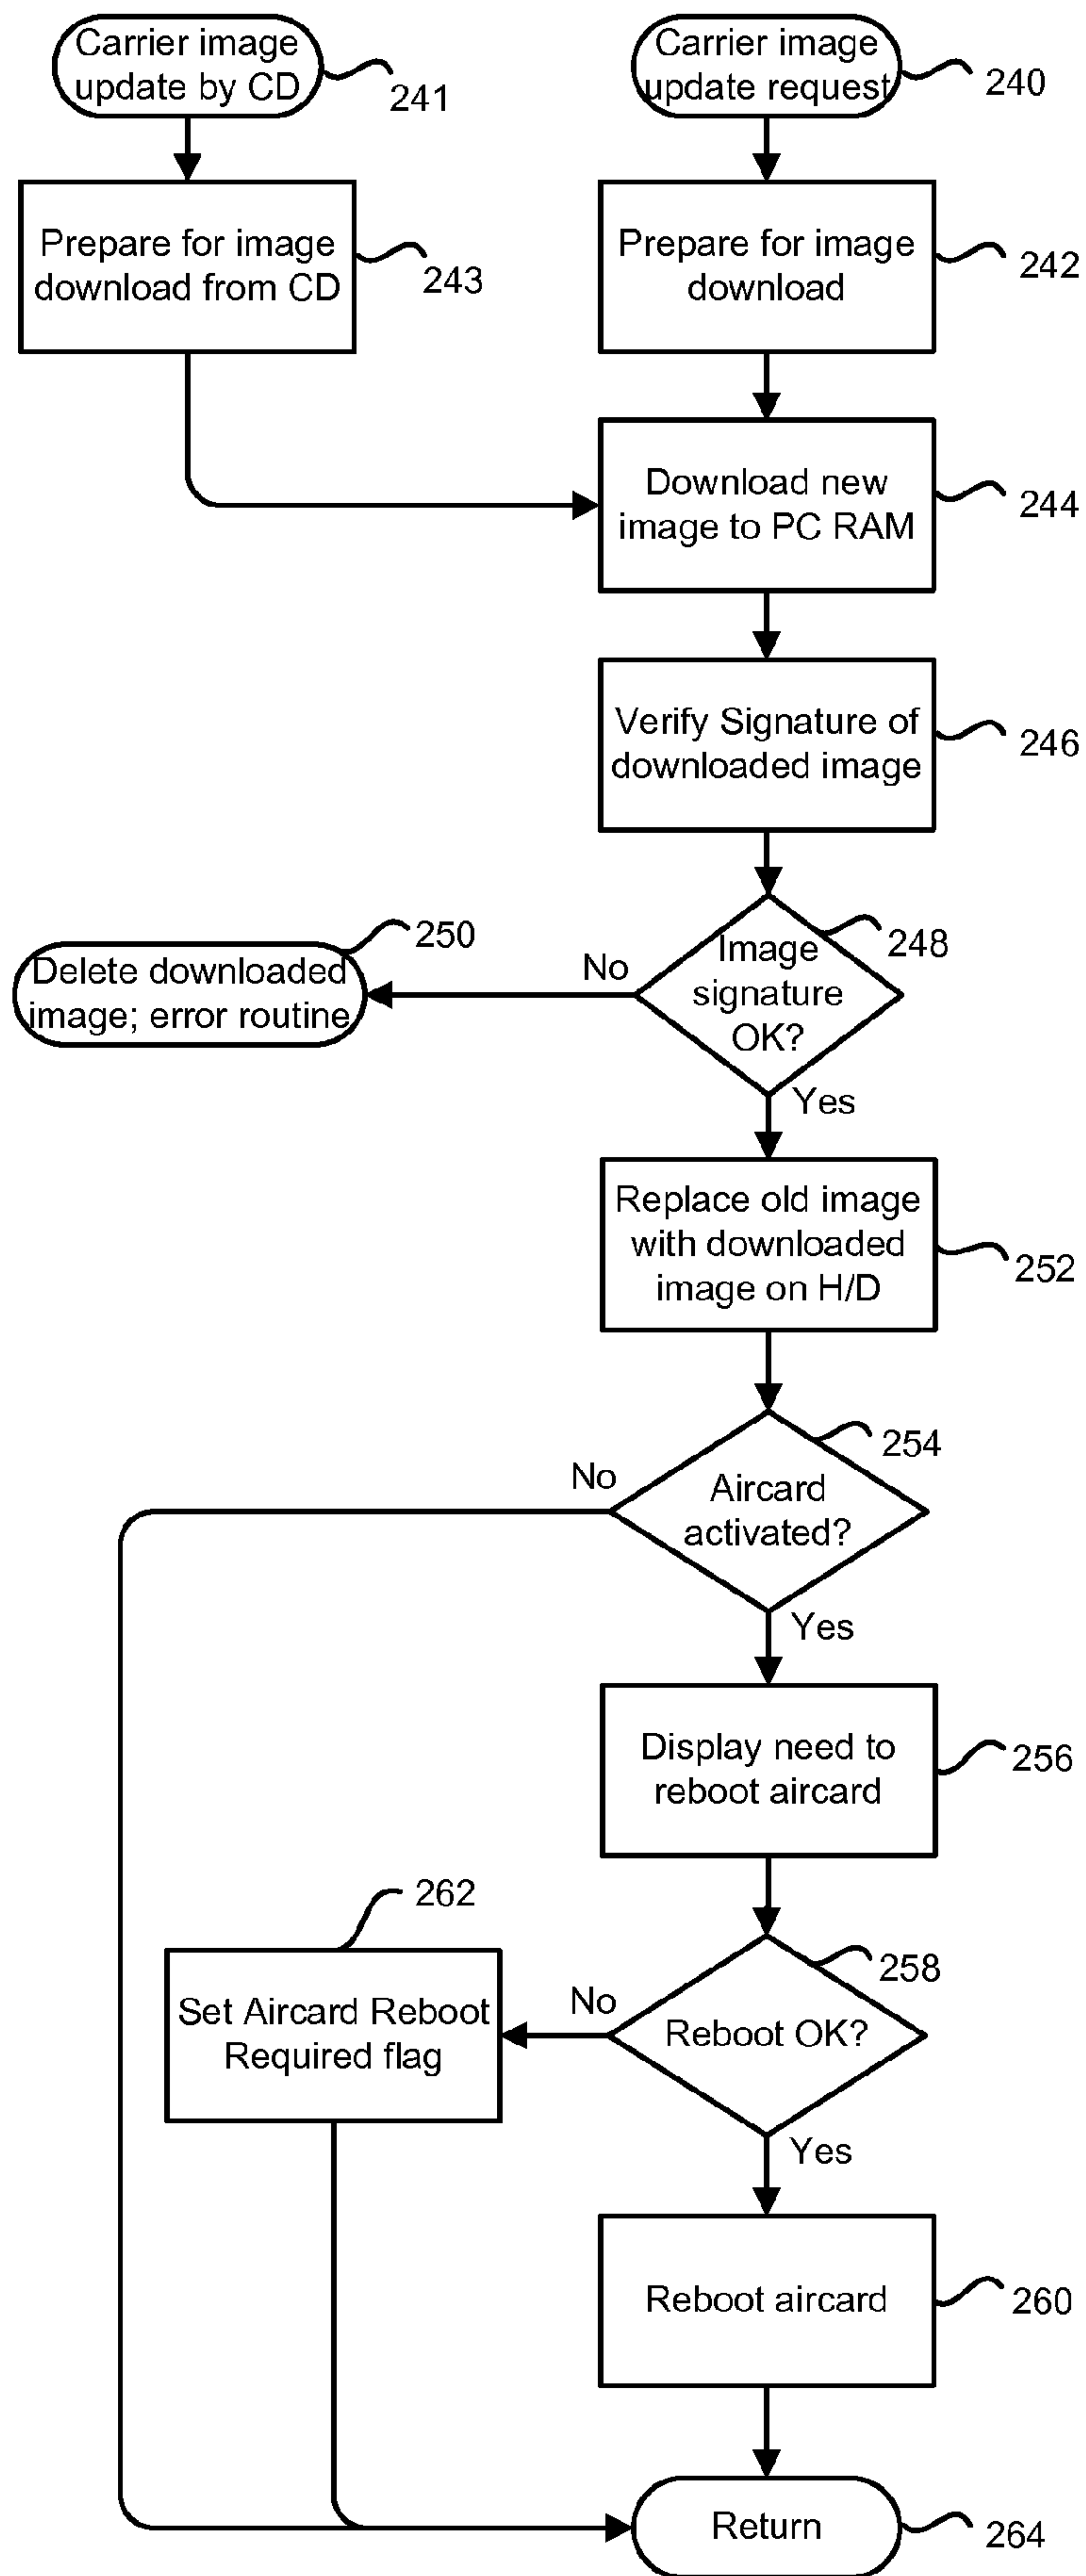 Carrier image
update by CD
241
Carrier image
update request
240
Prepare for image
download from CD
243
Prepare for image
download
242
Download new
image to PC RAM
244
Verify Signature of
downloaded image
246
Image
signature
OK?
248
No
Delete downloaded
image; error routine
250
Yes
Replace old image
with downloaded
image on H/D
252
Aircard
activated?
254
No
Yes
Display need to
reboot aircard
256
Reboot OK?
258
No
Set Aircard Reboot
Required flag
262
Yes
Reboot aircard
260
Return
264